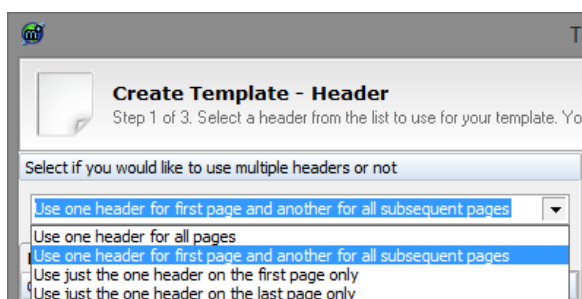 T
Create Template - Header
Step 1 of 3. Select a header from the list to use for your template. Yo
Select if you would like to use multiple headers or not
Use one header for first page and another for all subsequent pages
Use one header for all pages
Use one header for first page and another for all subsequent pages
Use just the one header on the first page only
Use just the one header on the last page only